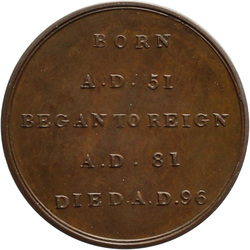 BORN
A.D. 51
BEGAN TO REIGN
A.D. 81
DIED A.D.96